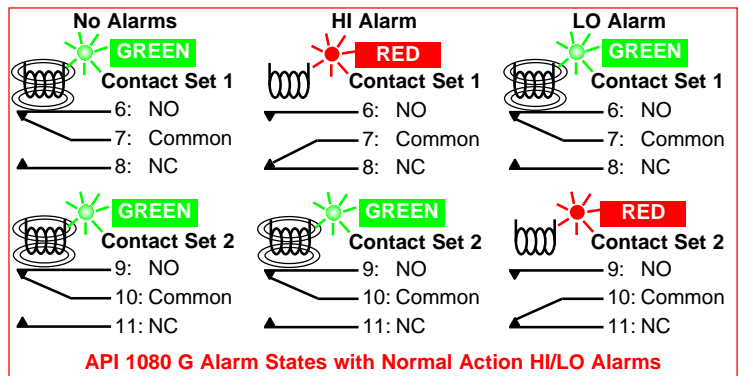 No Alarms
GREEN
Contact Set 1
6: NO
7: Common
8: NC
HI Alarm
RED
Contact Set 1
6: NO
7: Common
8: NC
LO Alarm
GREEN
Contact Set 1
6: NO
7: Common
8: NC
GREEN
Contact Set 2
9: NO
10: Common
11: NC
GREEN
Contact Set 2
9: NO
10: Common
11: NC
RED
Contact Set 2
9: NO
10: Common
11: NC
API 1080 G Alarm States with Normal Action HI/LO Alarms